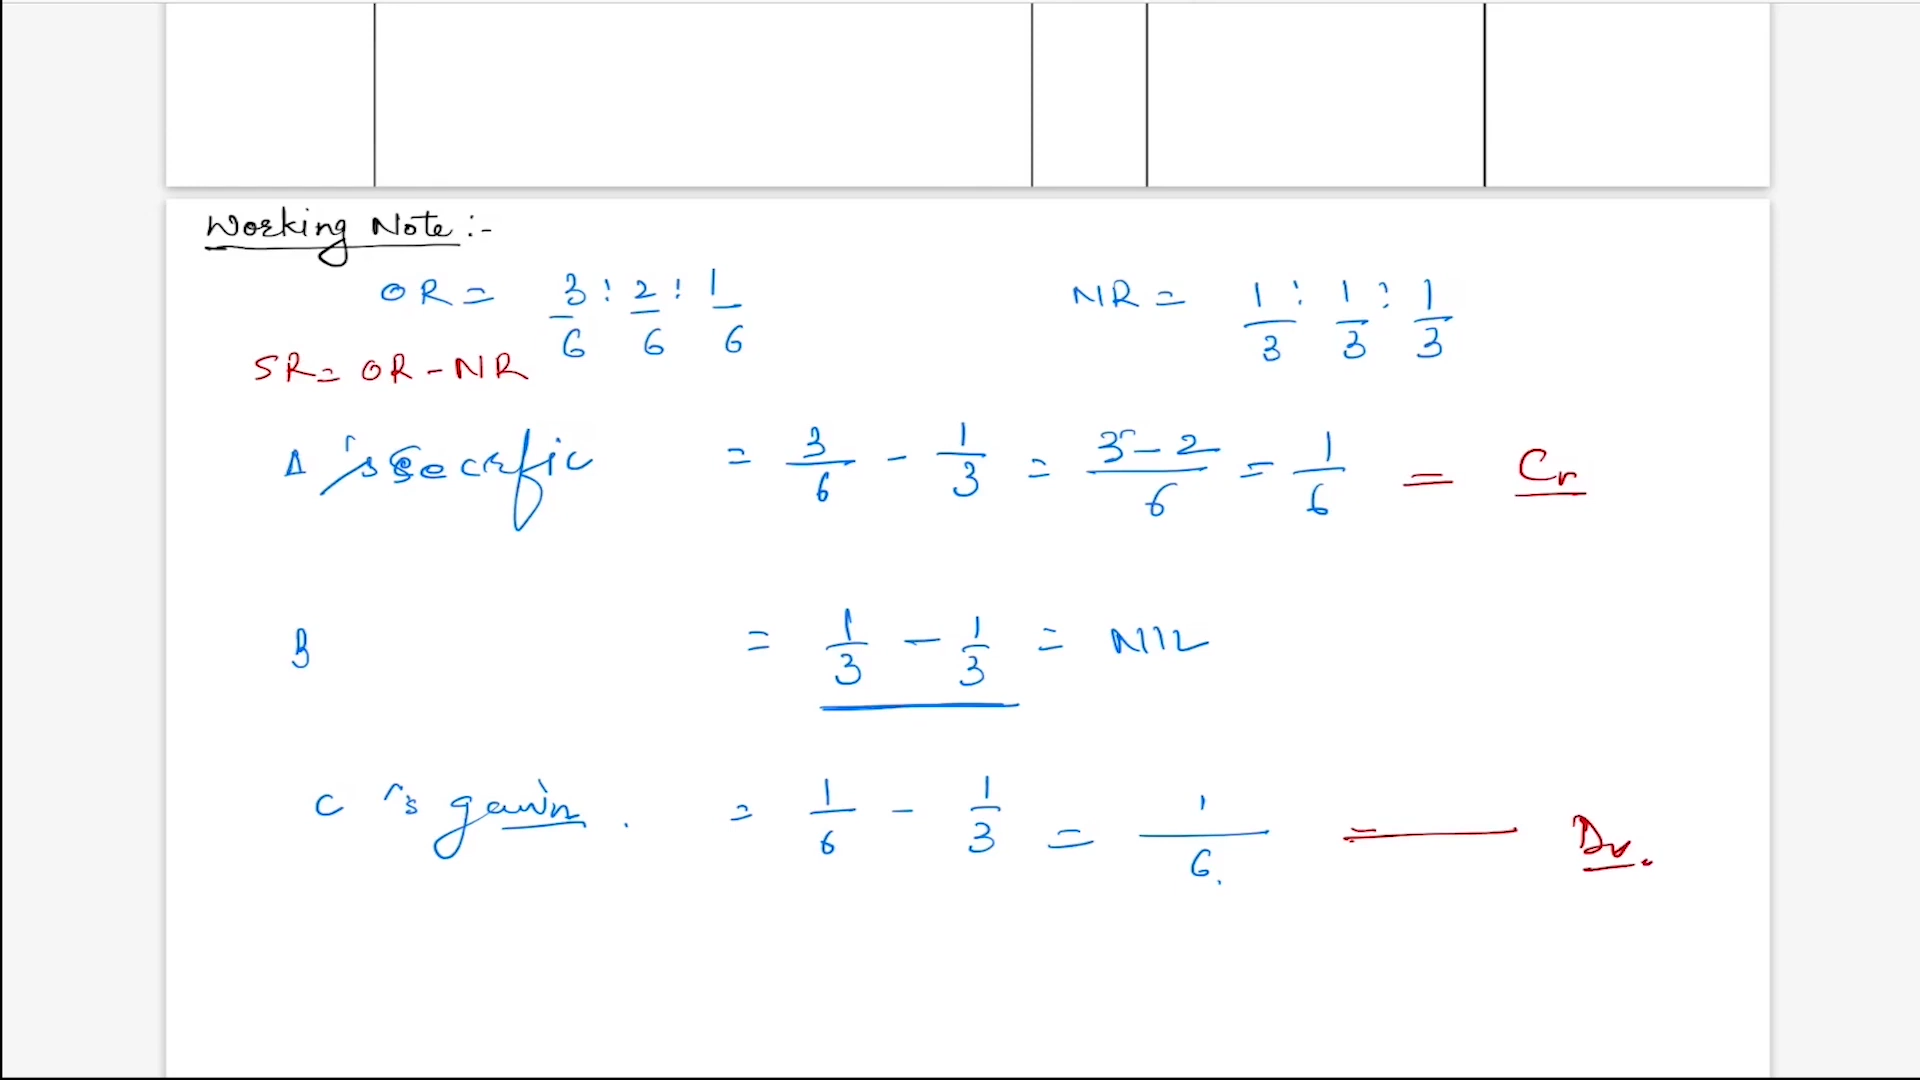 Working Note :-
OR = 3/6 : 2/6 : 1/6 NR = 1/3 : 1/3 : 1/3
SR = OR - NR
A's Secrific = 3/6 - 1/3 = 3-2/6 = 1/6 = Cr
B = 1/3 - 1/3 = NIL
C's gain. = 1/6 - 1/3 = 1/6. = Dr.